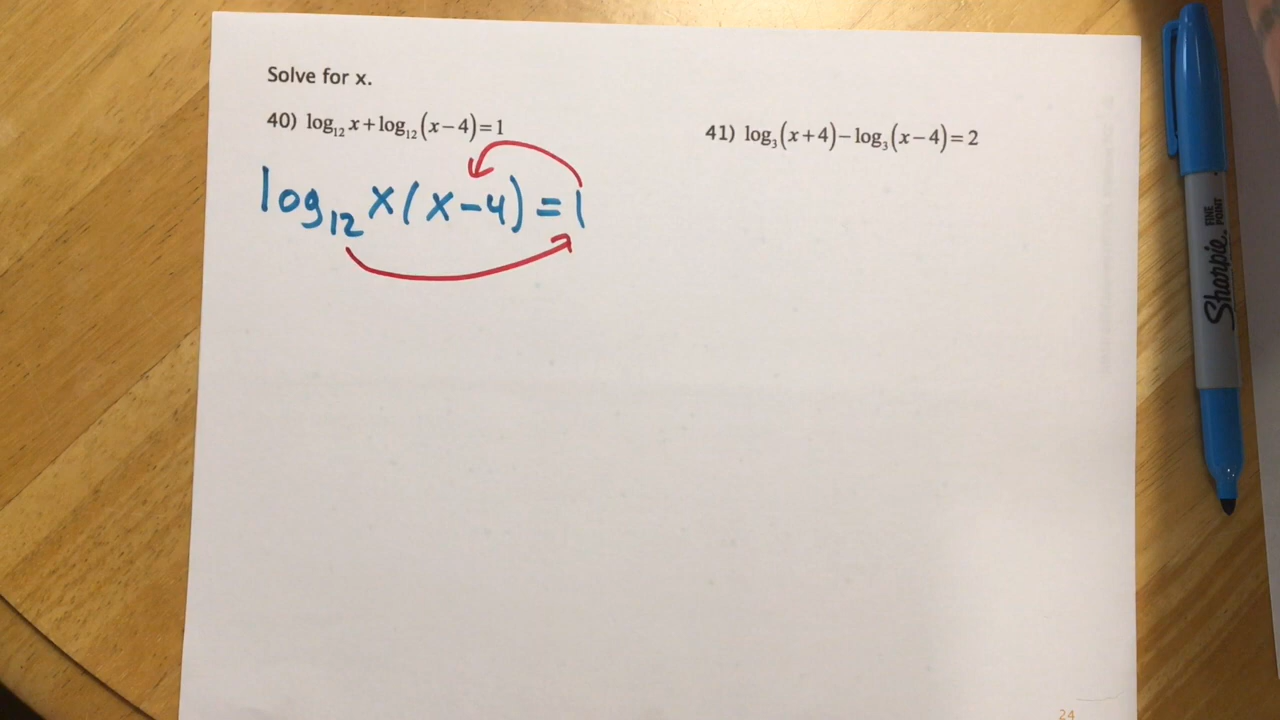 Solve for x.
40) log₁₂ x+log₁₂(x−4)=1
41) log₃(x+4)−log₃(x−4)=2
log₁₂ x(x−4)=1
Sharpie.
FINE POINT
24